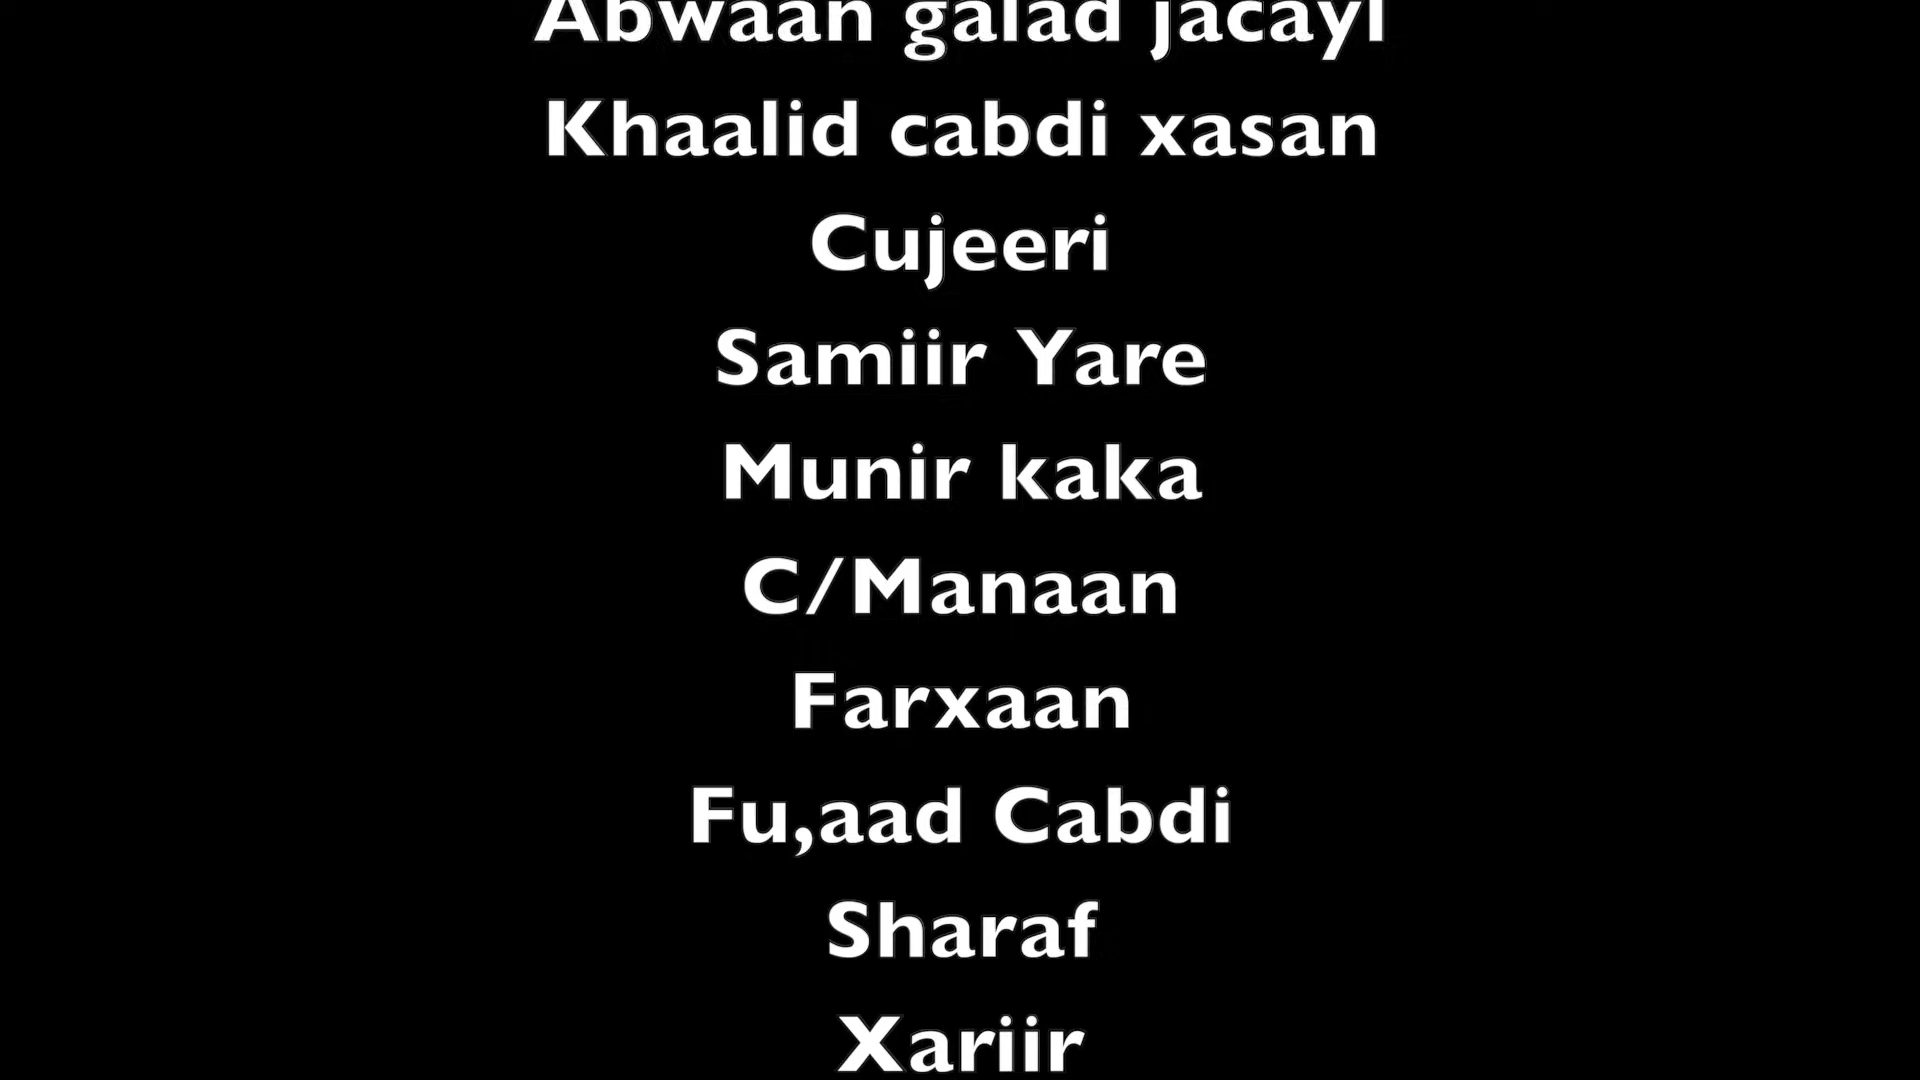 Abwaan galad jacayl
Khaalid cabdi xasan
Cujeeri
Samiir Yare
Munir kaka
C/Manaan
Farxaan
Fu,aad Cabdi
Sharaf
Xariir